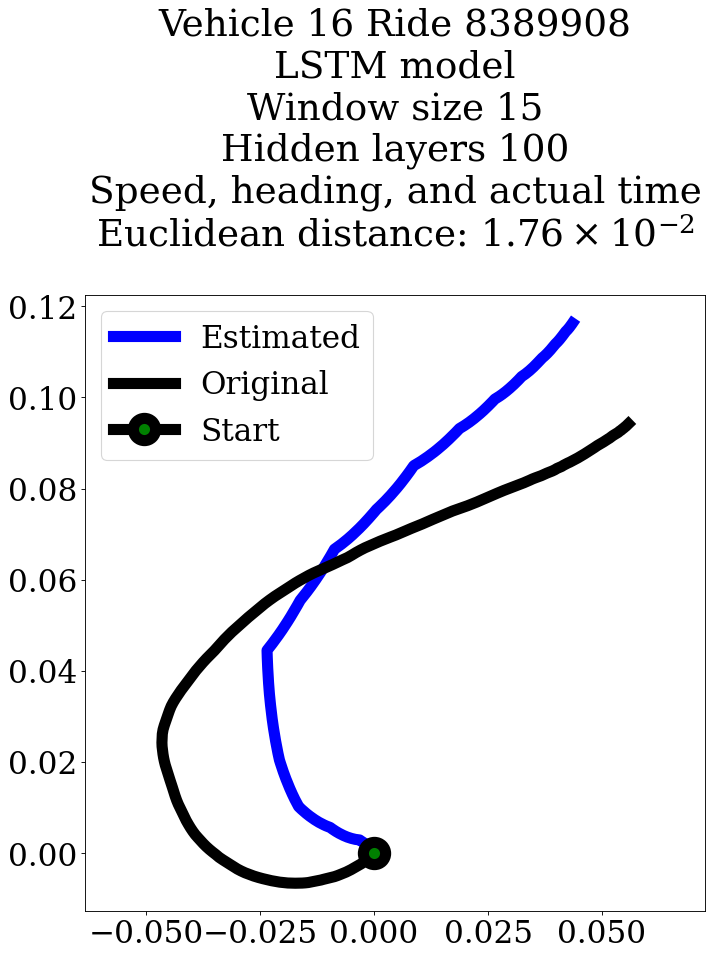 Vehicle 16 Ride 8389908
LSTM model
Window size 15
Hidden layers 100
Speed, heading, and actual time
Euclidean distance: 1.76 × 10⁻²
Estimated
Original
Start
0.12
0.10
0.08
0.06
0.04
0.02
0.00
−0.050 −0.025 0.000 0.025 0.050